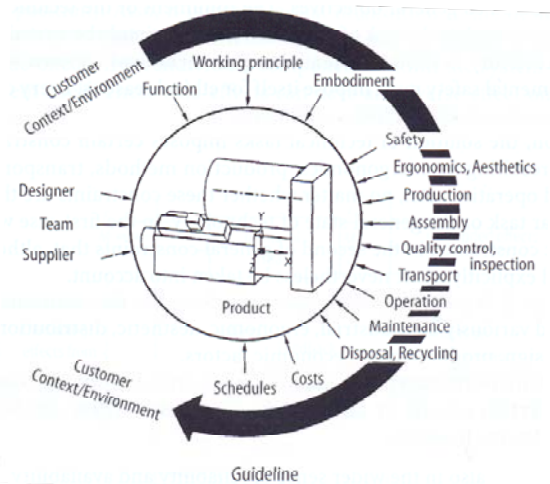 Customer
Context/Environment
Working principle
Function
Embodiment
Safety
Ergonomics, Aesthetics
Production
Assembly
Quality control,
inspection
Transport
Operation
Maintenance
Disposal, Recycling
Designer
Team
Supplier
Y
X
Z
Product
Costs
Schedules
Customer
Context/Environment
Guideline